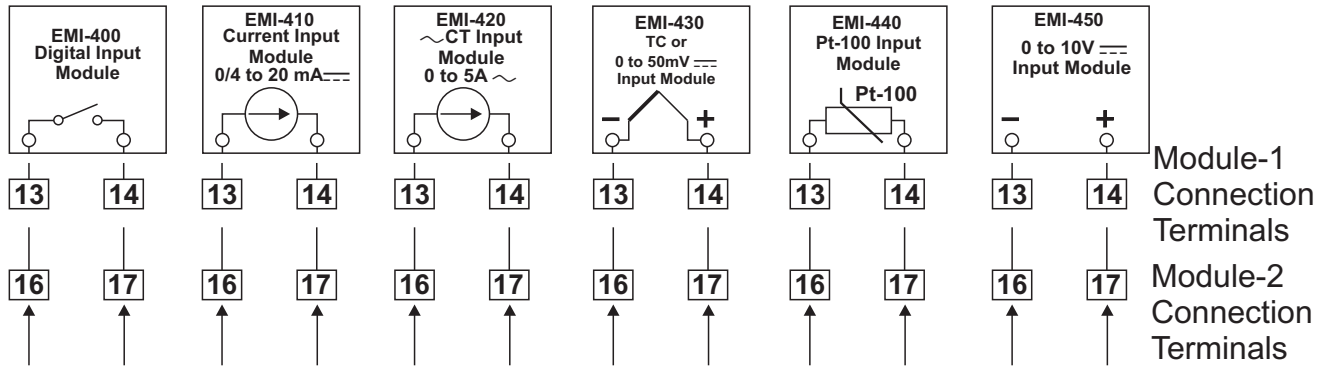 EMI-400
Digital Input
Module
EMI-410
Current Input
Module
0/4 to 20 mA
EMI-420
CT Input
Module
0 to 5A
EMI-430
TC or
0 to 50mV
Input Module
EMI-440
Pt-100 Input
Module
Pt-100
EMI-450
0 to 10V
Input Module
− +
− +
13 14 13 14 13 14 13 14 13 14 13 14
Module-1
Connection
Terminals
16 17 16 17 16 17 16 17 16 17 16 17
Module-2
Connection
Terminals